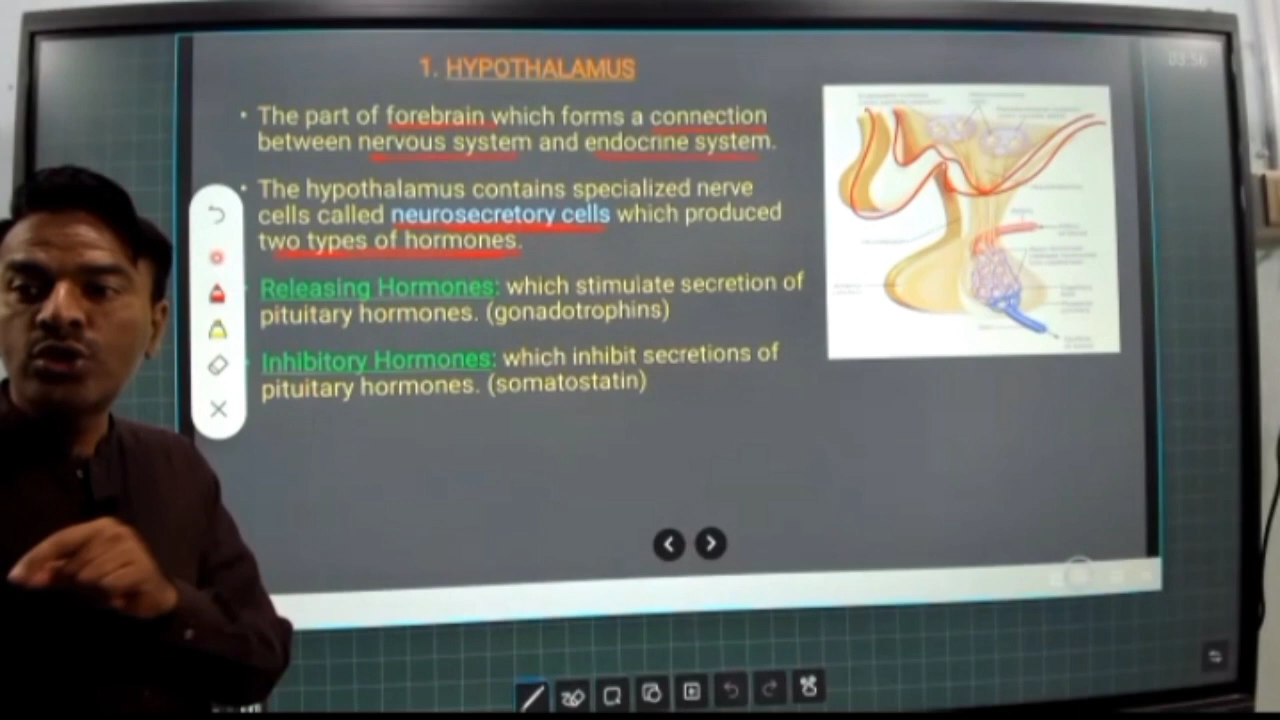 1. HYPOTHALAMUS
• The part of forebrain which forms a connection
between nervous system and endocrine system.
• The hypothalamus contains specialized nerve
cells called neurosecretory cells which produced
two types of hormones.
Releasing Hormones: which stimulate secretion of
pituitary hormones. (gonadotrophins)
Inhibitory Hormones: which inhibit secretions of
pituitary hormones. (somatostatin)